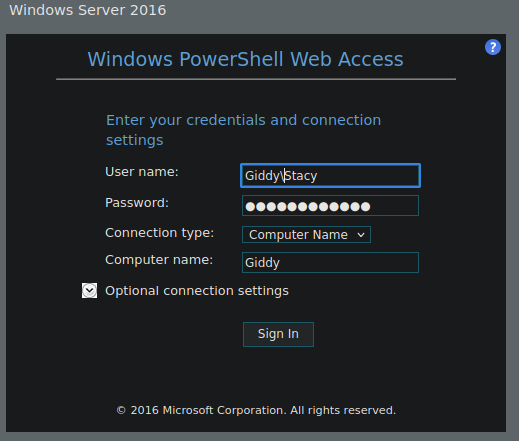 Windows Server 2016
?
Windows PowerShell Web Access
Enter your credentials and connection
settings
User name: Giddy\Stacy
Password: ●●●●●●●●●●●●
Connection type: Computer Name
Computer name: Giddy
Optional connection settings
Sign In
© 2016 Microsoft Corporation. All rights reserved.